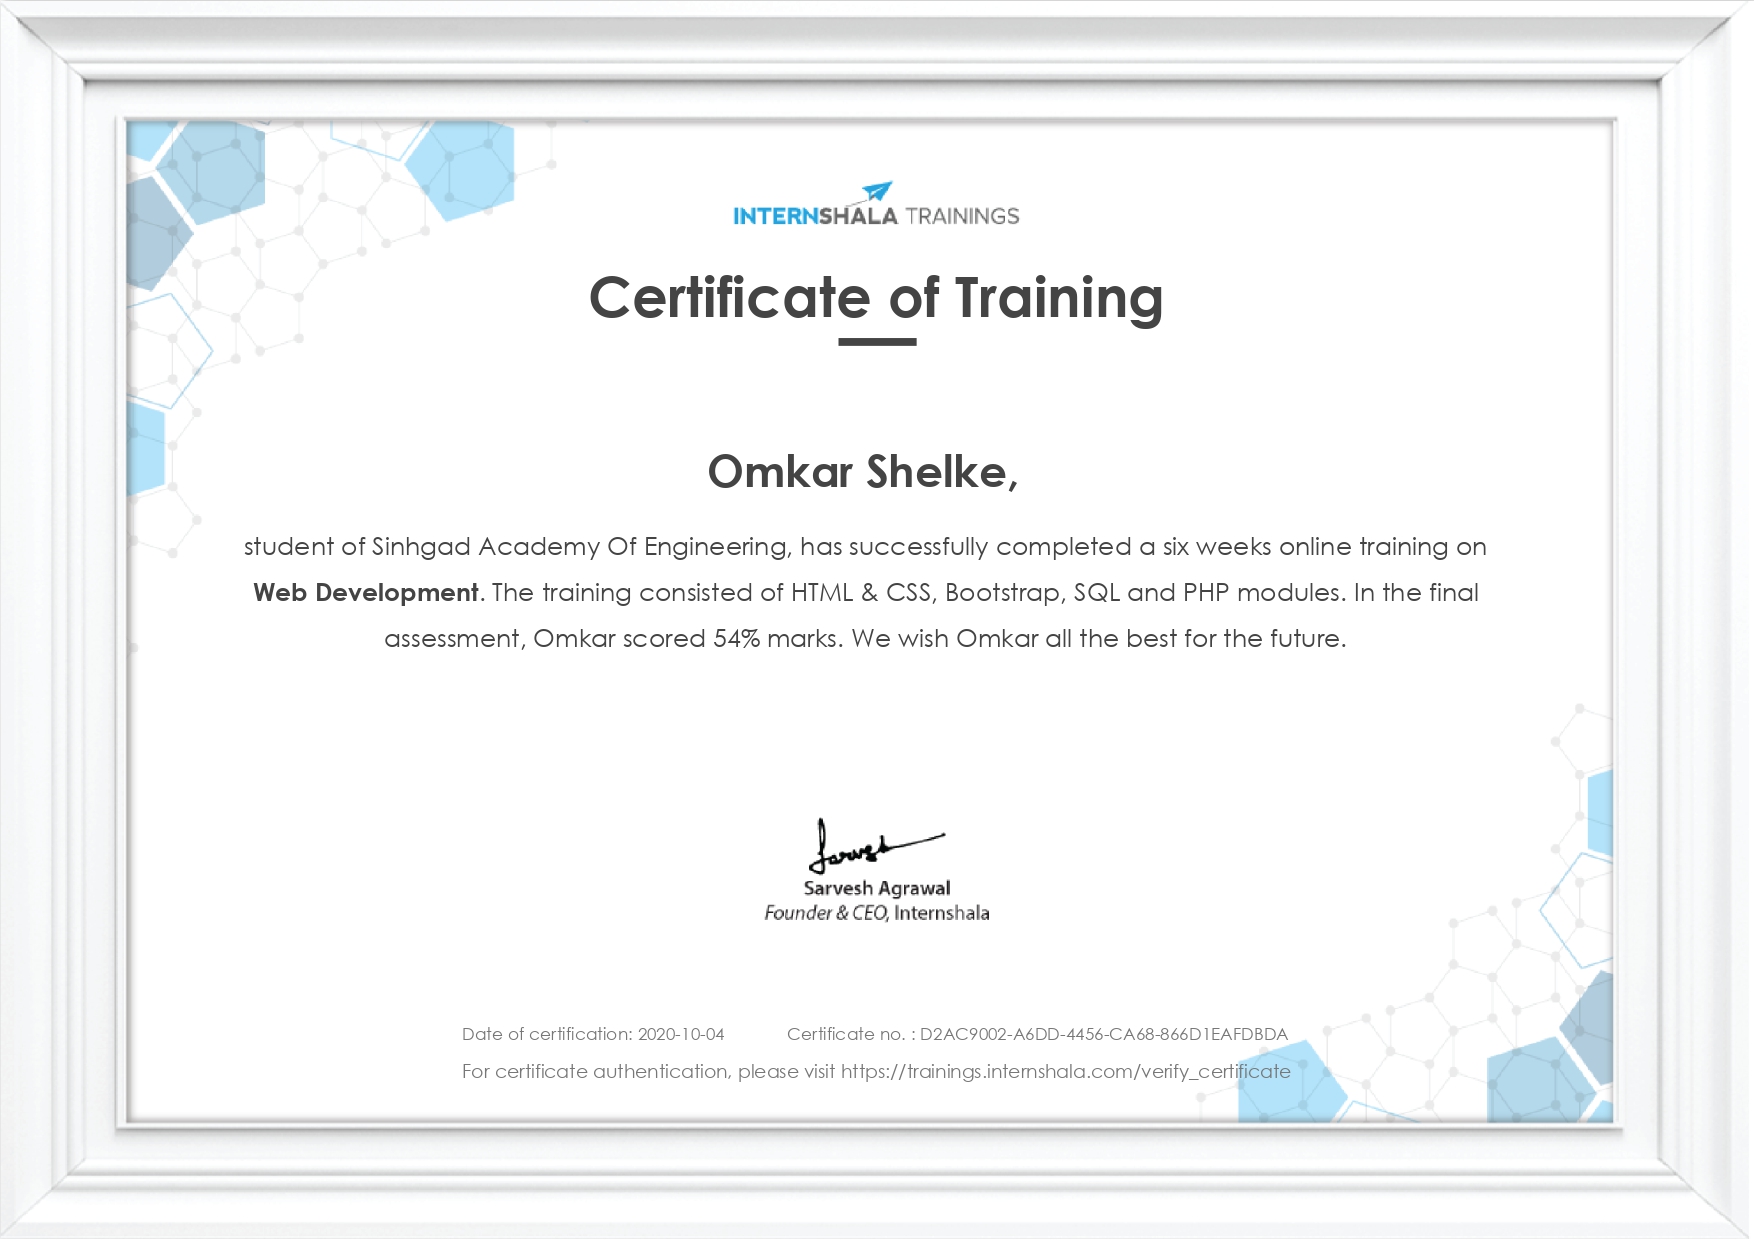 INTERNSHALA TRAININGS
Certificate of Training
Omkar Shelke,
student of Sinhgad Academy Of Engineering, has successfully completed a six weeks online training on
Web Development. The training consisted of HTML & CSS, Bootstrap, SQL and PHP modules. In the final
assessment, Omkar scored 54% marks. We wish Omkar all the best for the future.
Sarvesh
Sarvesh Agrawal
Founder & CEO, Internshala
Date of certification: 2020-10-04 Certificate no. : D2AC9002-A6DD-4456-CA68-866D1EAFDBDA
For certificate authentication, please visit https://trainings.internshala.com/verify_certificate